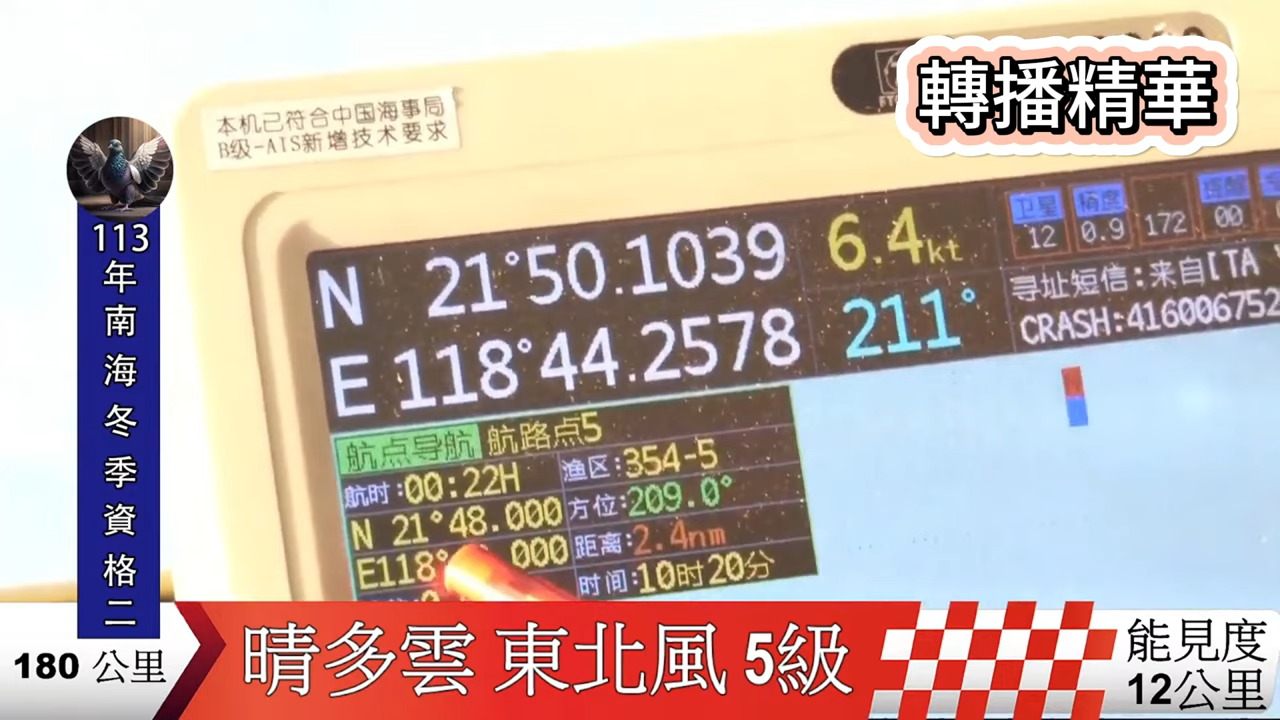 轉播精華
本机已符合中国海事局
B级-AIS新增技术要求
113
年
南
海
冬
季
資
格
二
N 21°50.1039
E 118°44.2578
6.4kt
211°
卫星
12
精度
0.9
172
00
寻址短信:来自[TA
CRASH:416006752
航点导航 航路点5
航时:00:22H
渔区:354-5
N 21°48.000
方位:209.0°
E118° 000
距离:2.4nm
时间:10时20分
180 公里
晴多雲 東北風 5級
能見度
12公里